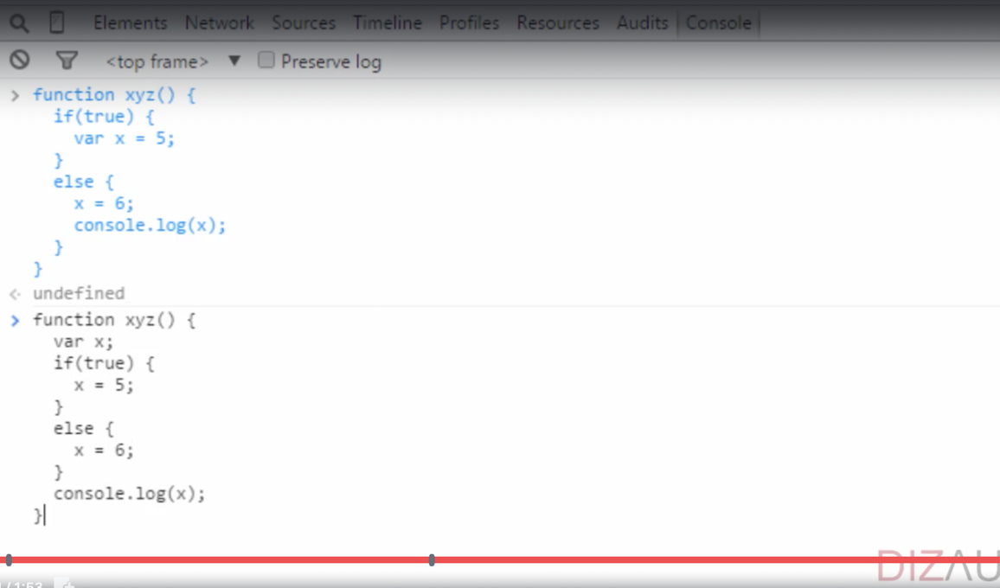 Elements Network Sources Timeline Profiles Resources Audits Console
<top frame> ▼ Preserve log
> function xyz() {
if(true) {
var x = 5;
}
else {
x = 6;
console.log(x);
}
}
undefined
> function xyz() {
var x;
if(true) {
x = 5;
}
else {
x = 6;
}
console.log(x);
}
DIZAU
/ 1:53